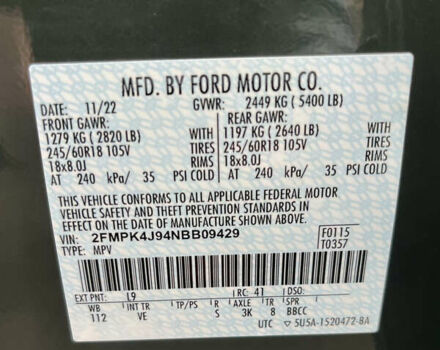 MFD. BY FORD MOTOR CO.
11/22 GVWR: 2449 KG ( 5400 LB)
FRONT GAWR: REAR GAWR:
1279 KG ( 2820 LB) 1197 KG ( 2640 LB)
245/60R18 105V TIRES 245/60R18 105V TIRES
18x8.0J RIMS 18x8.0J RIMS
AT 240 kPa/ 35 PSI COLD AT 240 kPa/ 35 PSI COLD
THIS VEHICLE CONFORMS TO ALL APPLICABLE FEDERAL MOTOR
VEHICLE SAFETY AND THEFT PREVENTION STANDARDS IN
EFFECT ON THE DATE OF MANUFACTURE SHOWN ABOVE.
VIN: 2FMPK4J94NBB09429 F0115
TYPE: MPV T0357
EXT PNT: L9 RC: 41 DSO:
WB INT TR TP/PS R AXLE TR SPR
112 VE S 3K 8 BBCC
UTC 5U5A-1520472-BA